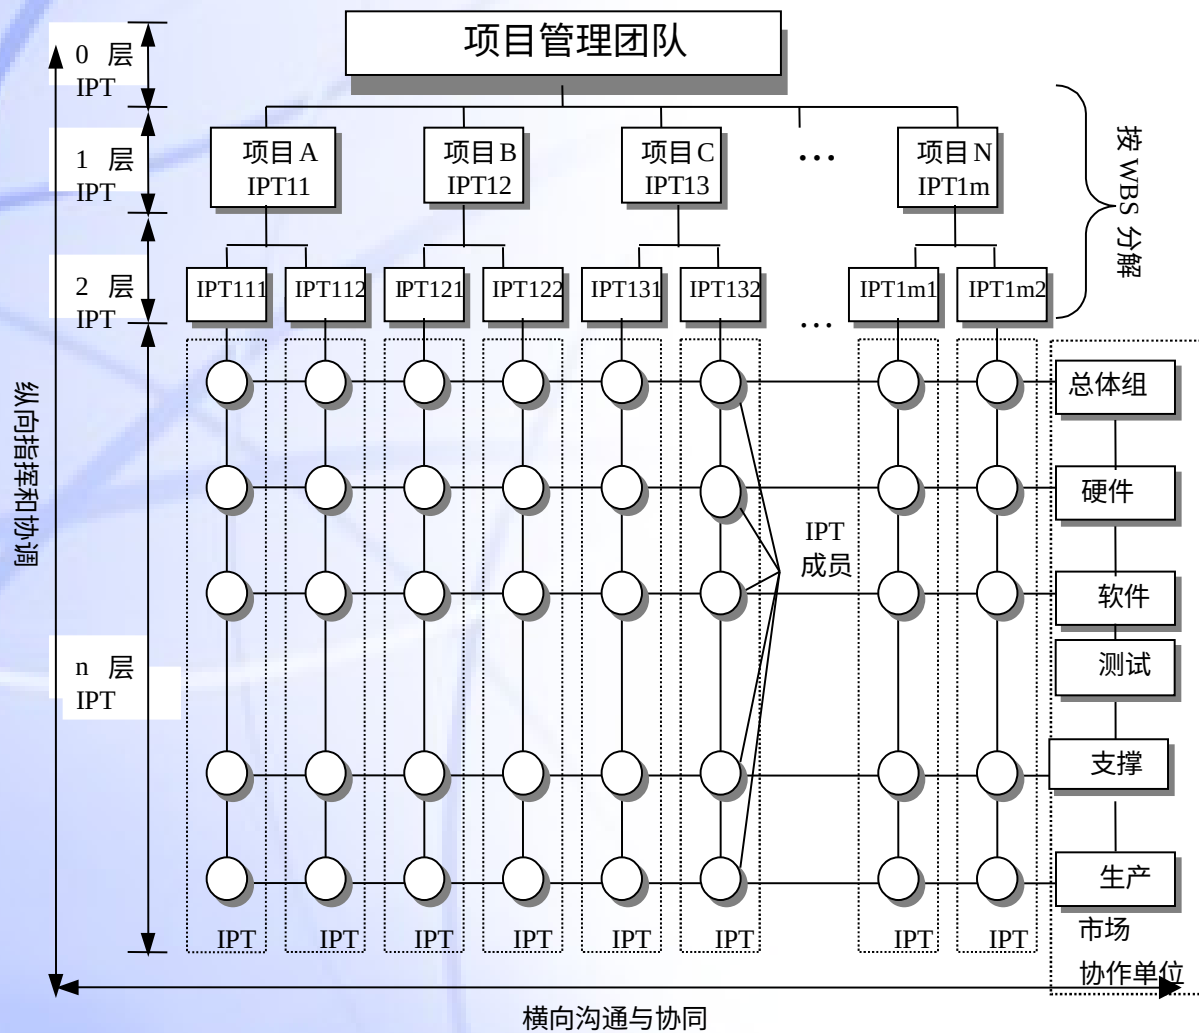 项目管理团队
0 层
IPT
1 层
IPT
项目A
IPT11
项目B
IPT12
项目C
IPT13
…
项目N
IPT1m
按 WBS 分解
2 层
IPT
IPT111
IPT112
IPT121
IPT122
IPT131
IPT132
…
IPT1m1
IPT1m2
纵向指挥和协调
n 层
IPT
IPT
成员
总体组
硬件
软件
测试
支撑
生产
市场
协作单位
IPT
IPT
IPT
IPT
IPT
IPT
IPT
IPT
横向沟通与协同